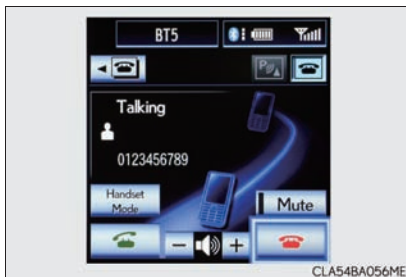 BT5
Talking
0123456789
Handset
Mode
Mute
CLA54BA056ME